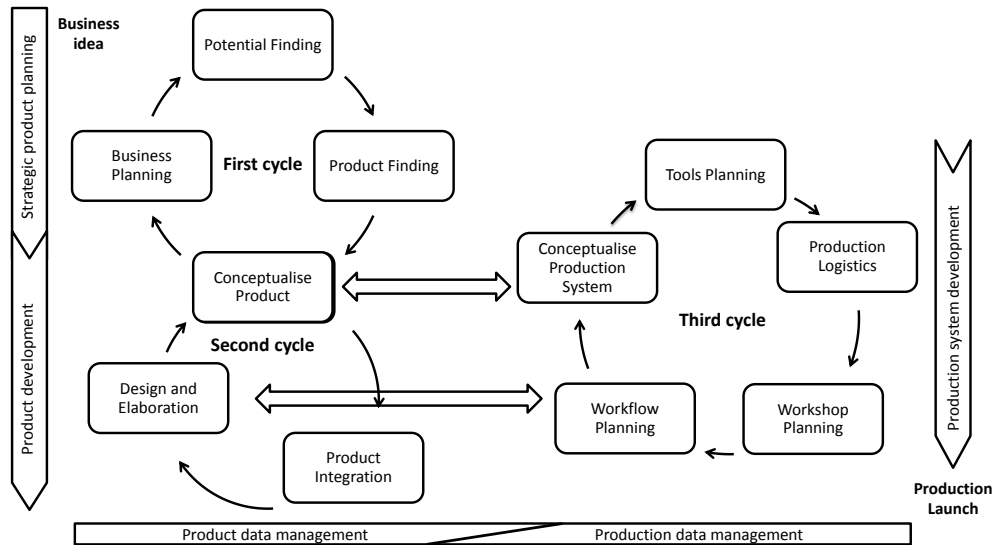 Business
idea
Strategic product planning
Potential Finding
Business
Planning
First cycle
Product Finding
Tools Planning
Conceptualise
Product
Conceptualise
Production
System
Production
Logistics
Second cycle
Third cycle
Product development
Design and
Elaboration
Workflow
Planning
Workshop
Planning
Product
Integration
Production system development
Production
Launch
Product data management
Production data management